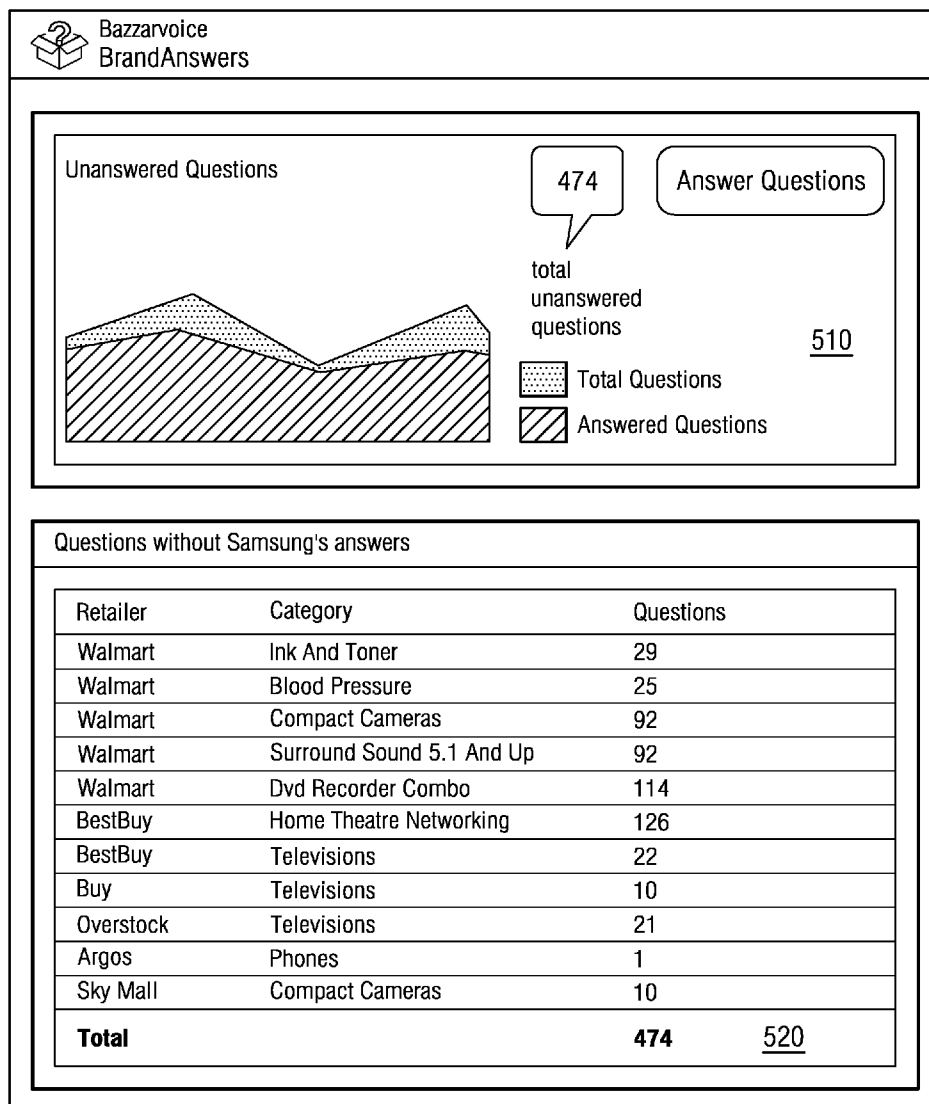 Bazzarvoice
BrandAnswers
Unanswered Questions
474
Answer Questions
total
unanswered
questions
510
Total Questions
Answered Questions
Questions without Samsung's answers
Retailer Category Questions
Walmart Ink And Toner 29
Walmart Blood Pressure 25
Walmart Compact Cameras 92
Walmart Surround Sound 5.1 And Up 92
Walmart Dvd Recorder Combo 114
BestBuy Home Theatre Networking 126
BestBuy Televisions 22
Buy Televisions 10
Overstock Televisions 21
Argos Phones 1
Sky Mall Compact Cameras 10
Total 474 520